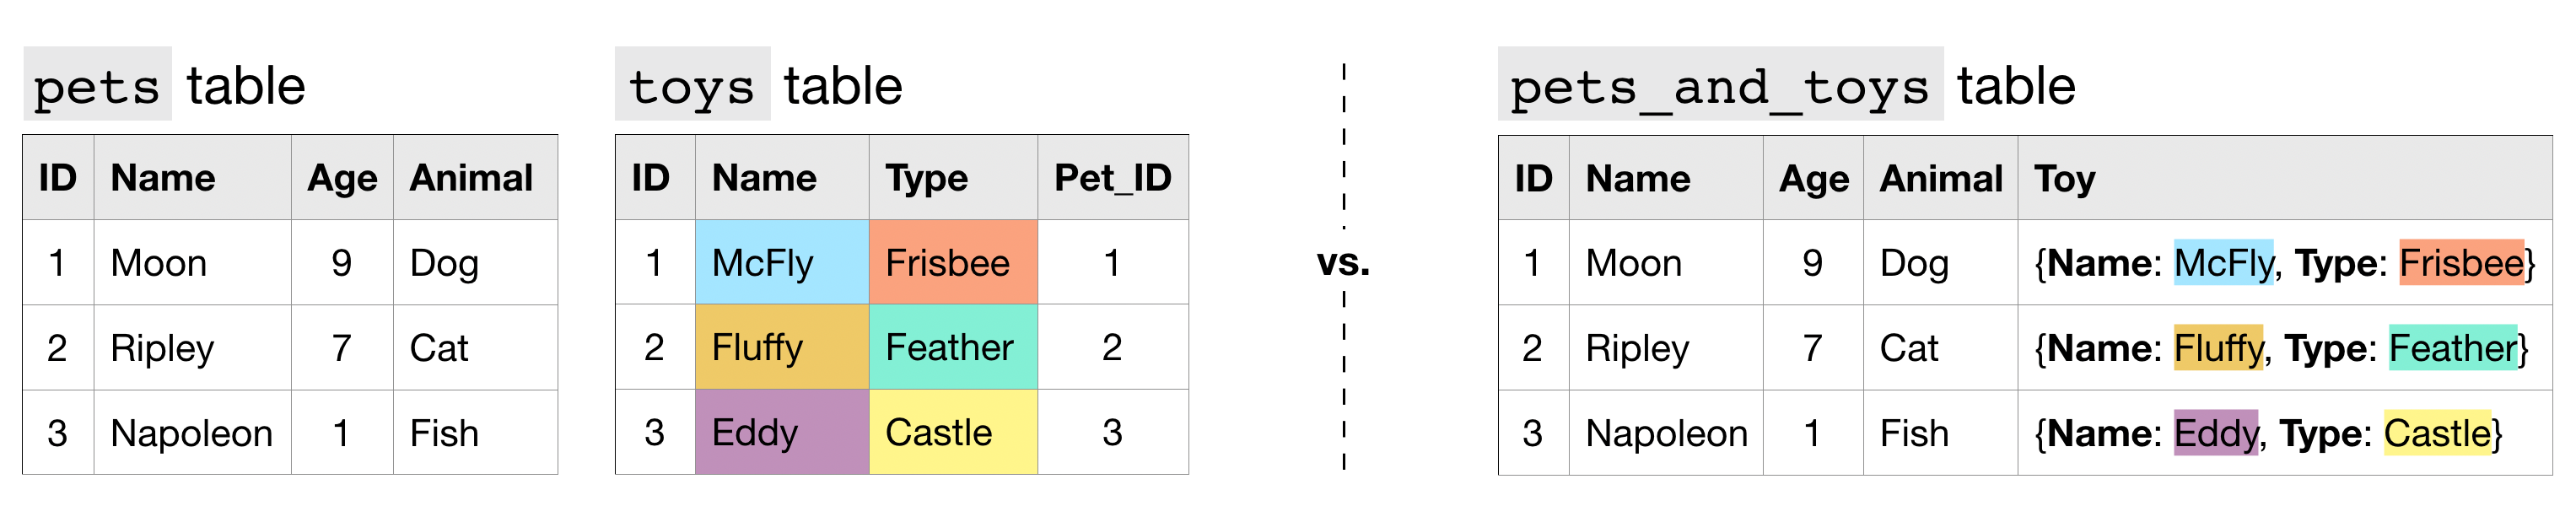 pets table
ID Name Age Animal
1 Moon 9 Dog
2 Ripley 7 Cat
3 Napoleon 1 Fish
toys table
ID Name Type Pet_ID
1 McFly Frisbee 1
2 Fluffy Feather 2
3 Eddy Castle 3
vs.
pets_and_toys table
ID Name Age Animal Toy
1 Moon 9 Dog {Name: McFly, Type: Frisbee}
2 Ripley 7 Cat {Name: Fluffy, Type: Feather}
3 Napoleon 1 Fish {Name: Eddy, Type: Castle}